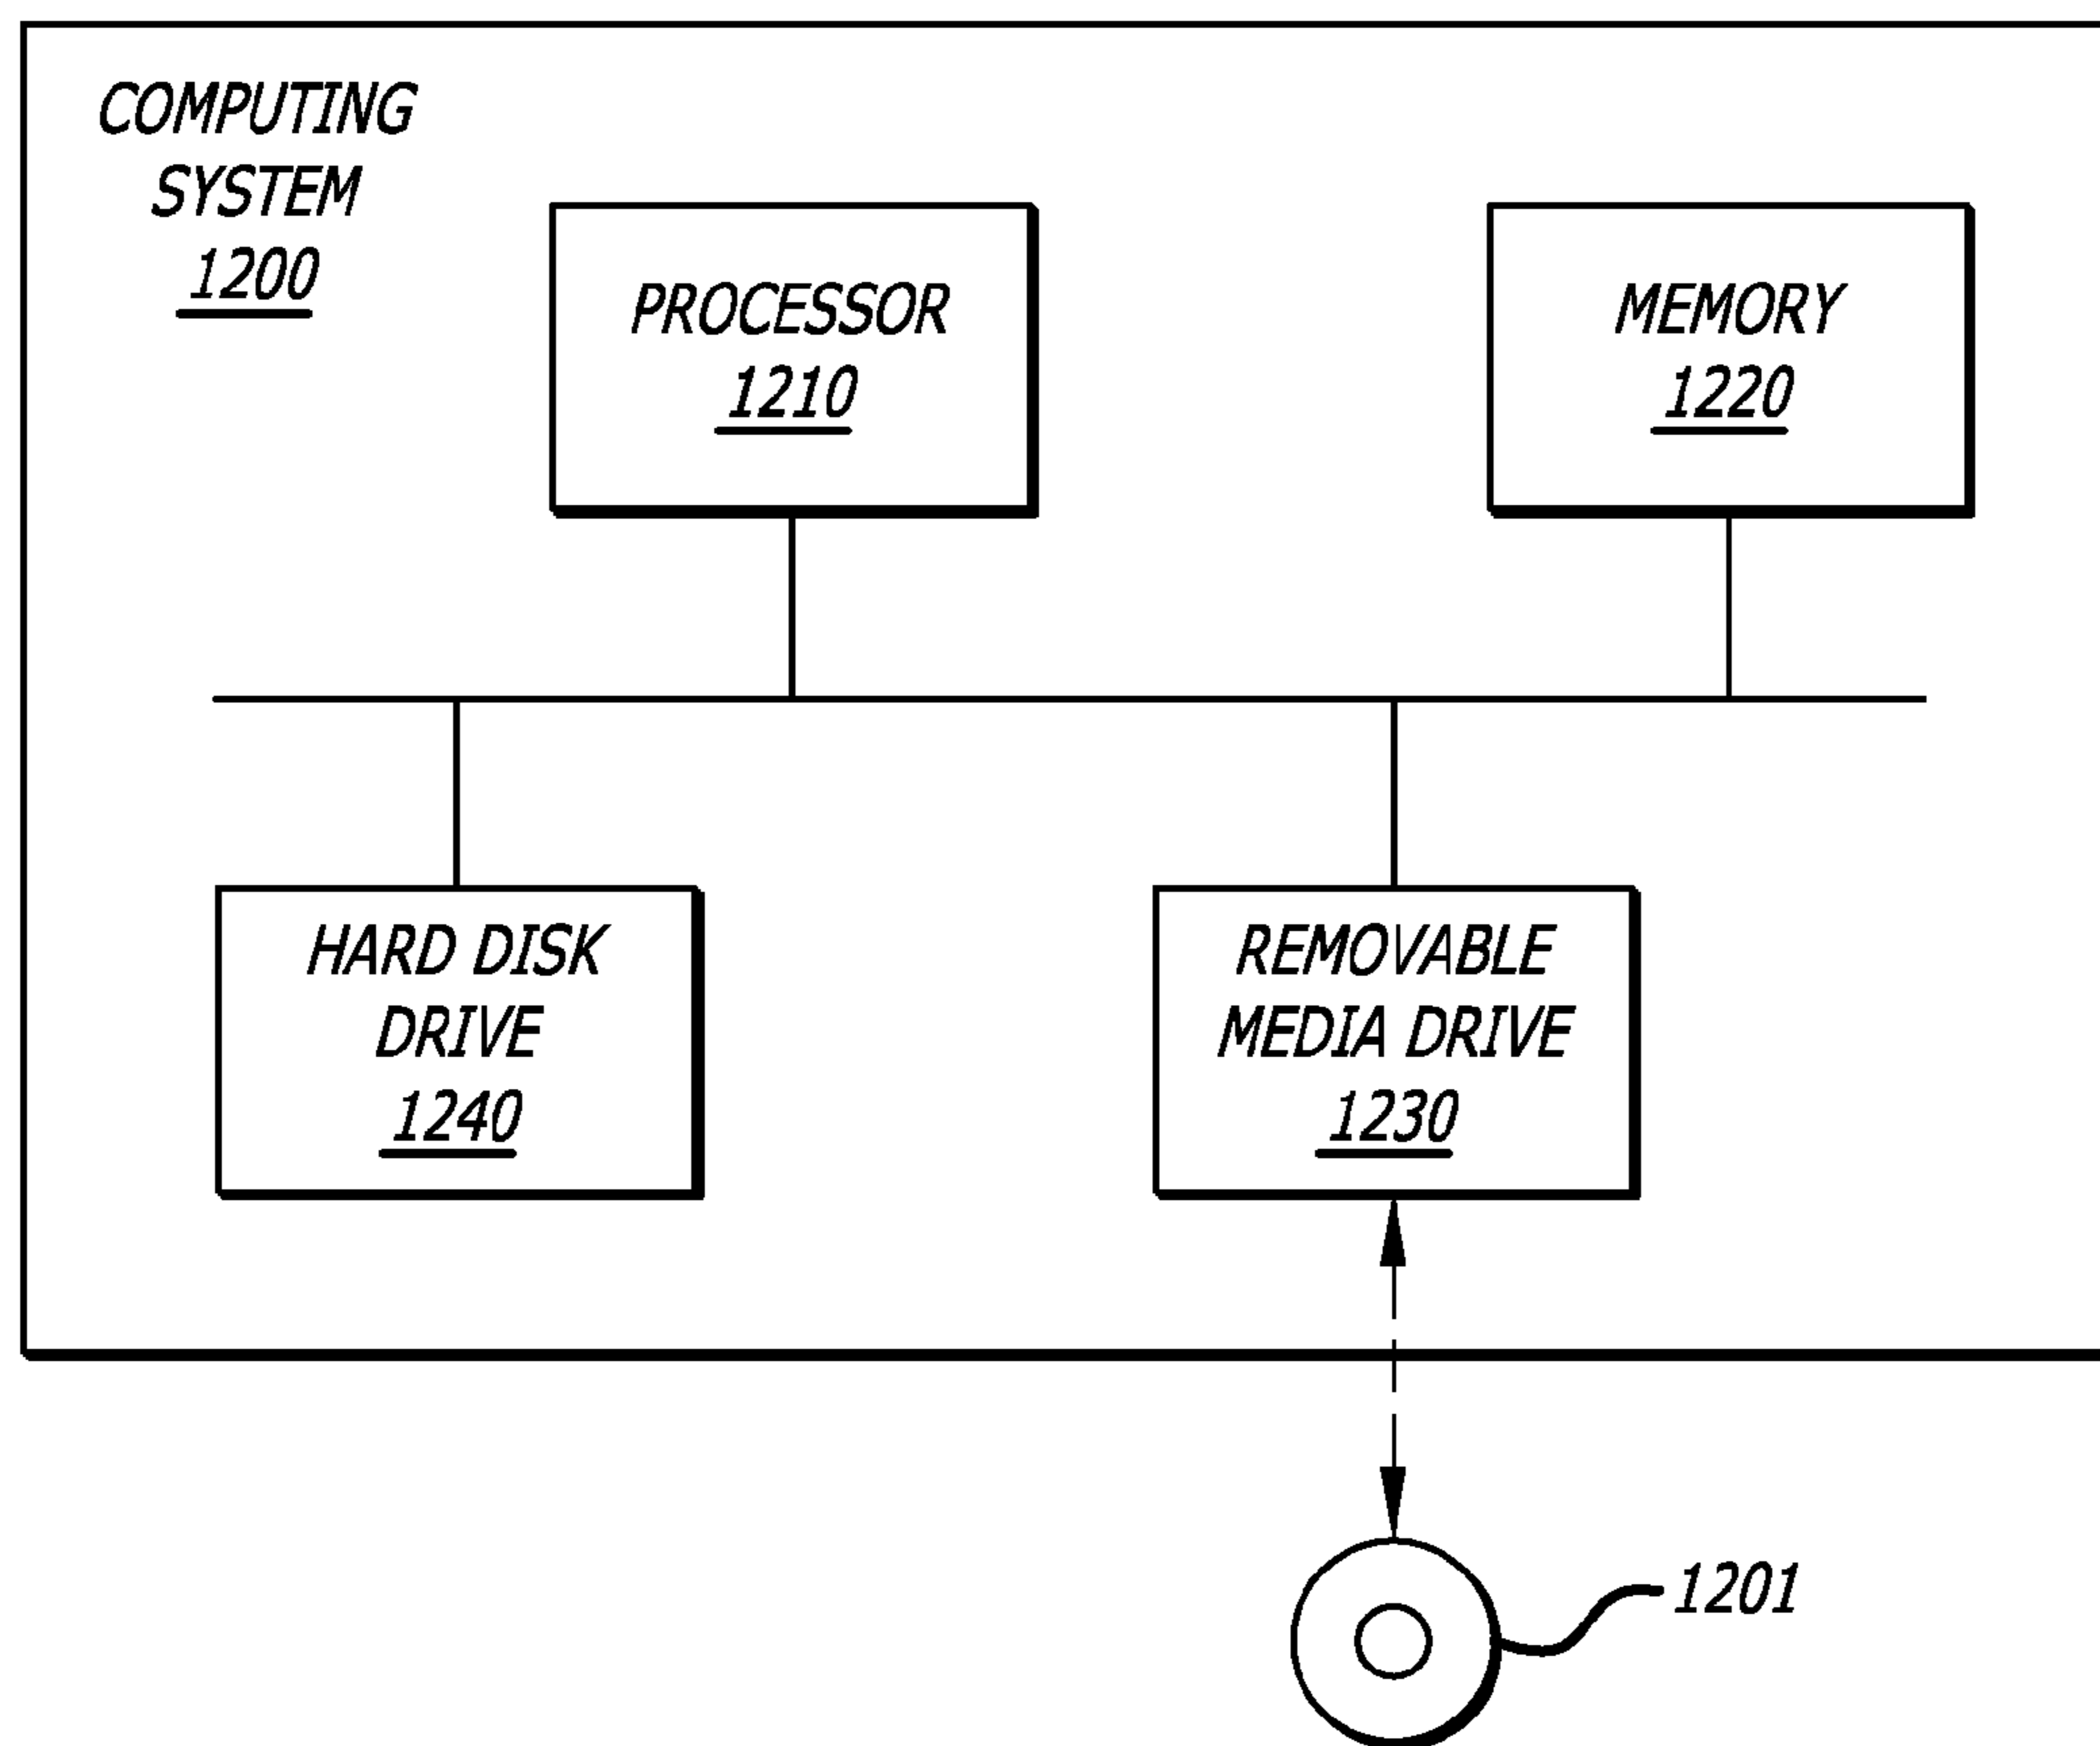 COMPUTING
SYSTEM
1200
PROCESSOR
1210
MEMORY
1220
HARD DISK
DRIVE
1240
REMOVABLE
MEDIA DRIVE
1230
1201